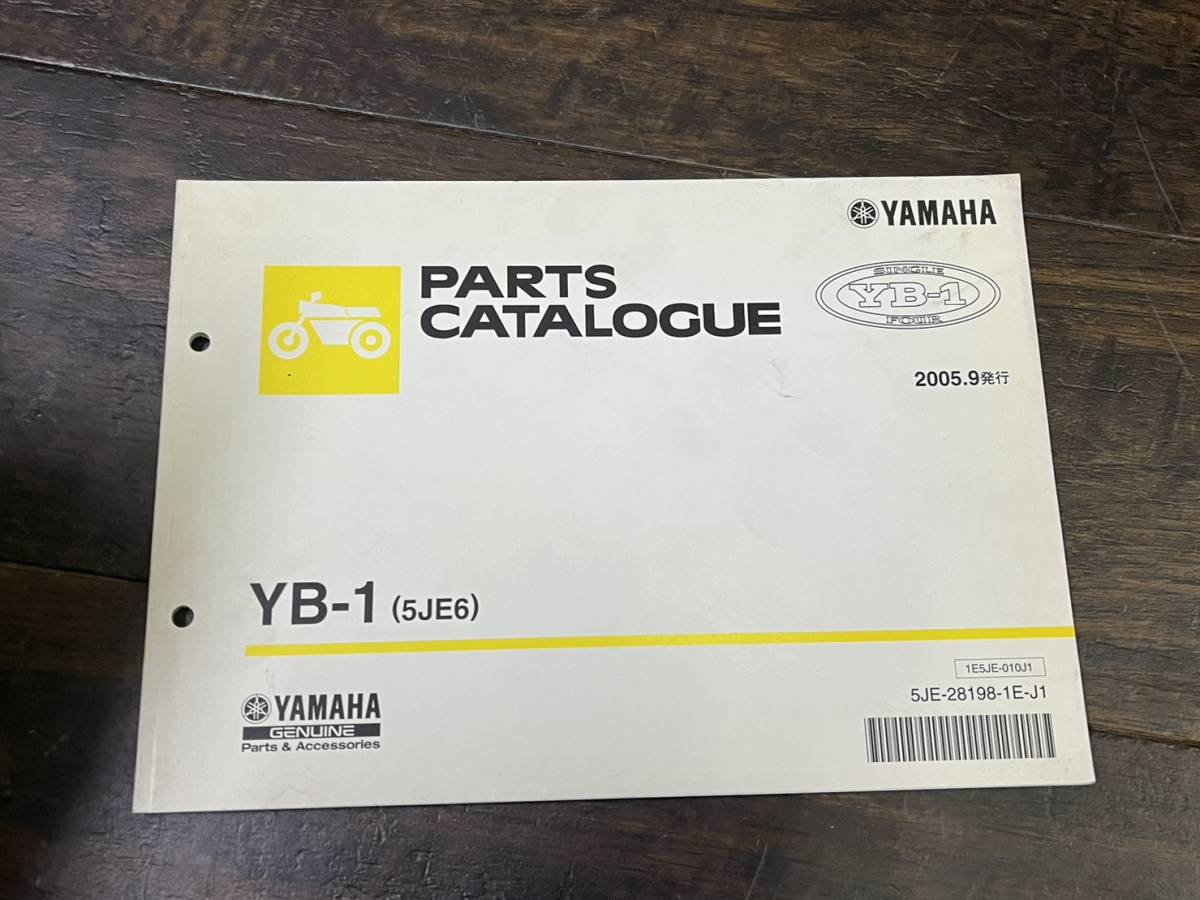 YAMAHA
PARTS
CATALOGUE
SINGLE
YB-1
FOUR
2005.9発行
YB-1 (5JE6)
1E5JE-010J1
5JE-28198-1E-J1
YAMAHA
GENUINE
Parts & Accessories